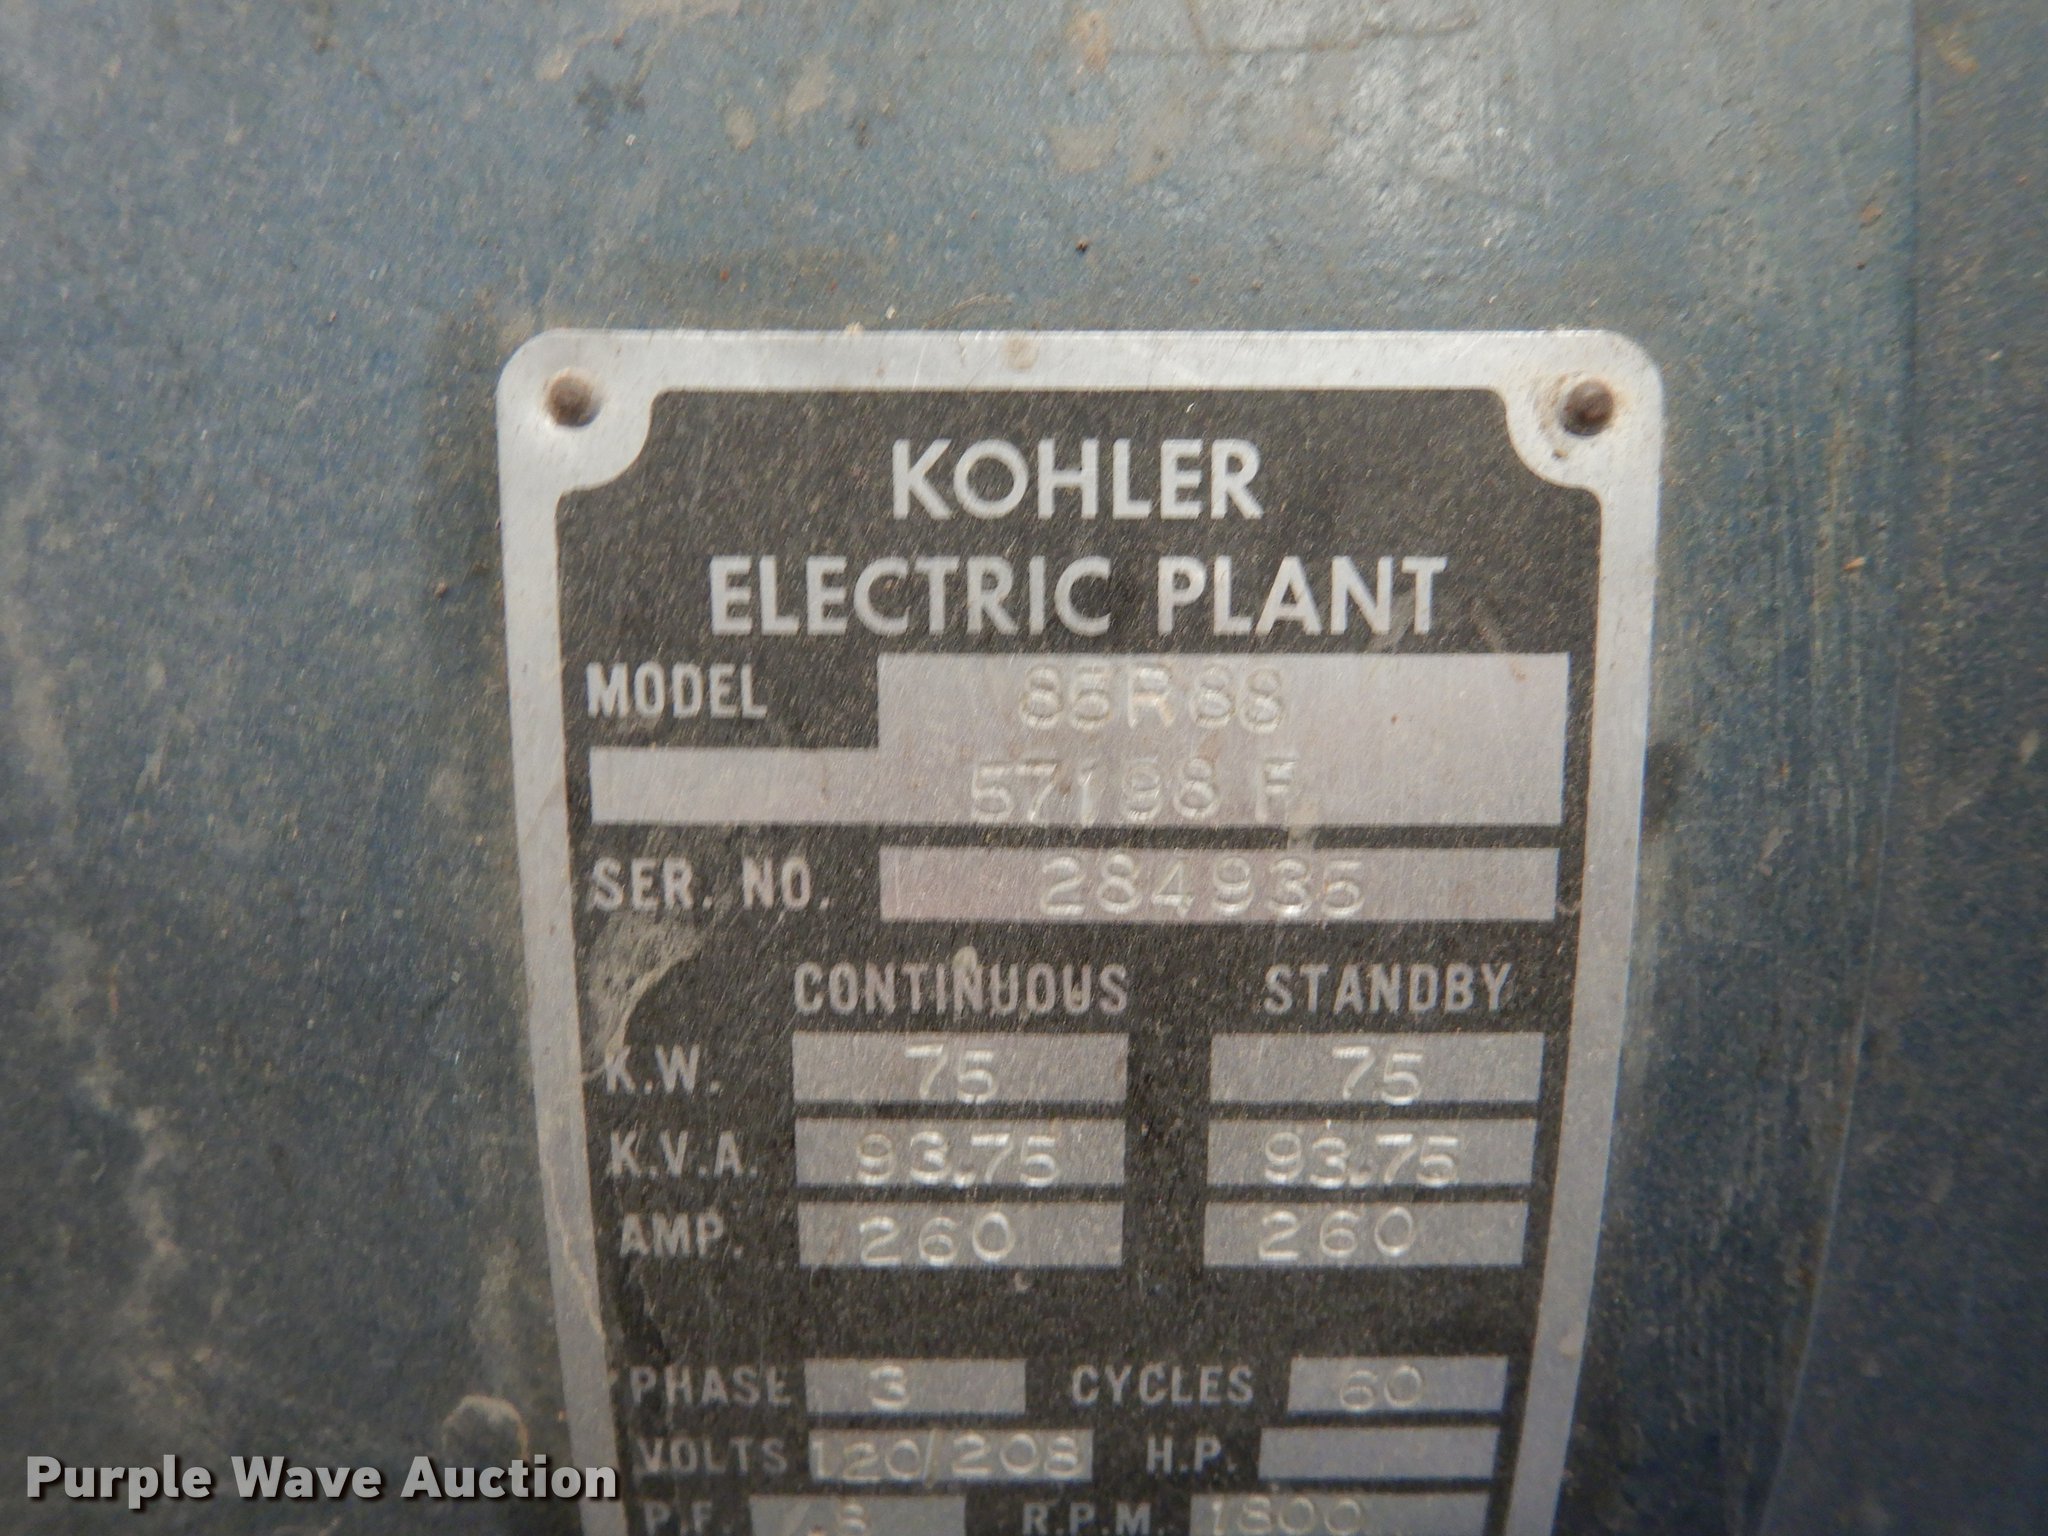 KOHLER
ELECTRIC PLANT
MODEL 85R88
57198 F
SER. NO. 284935
CONTINUOUS STANDBY
K.W. 75 75
K.V.A. 93.75 93.75
AMP. 260 260
PHASE 3 CYCLES 60
VOLTS 120/208 H.P.
P.F. .8 R.P.M. 1800
Purple Wave Auction